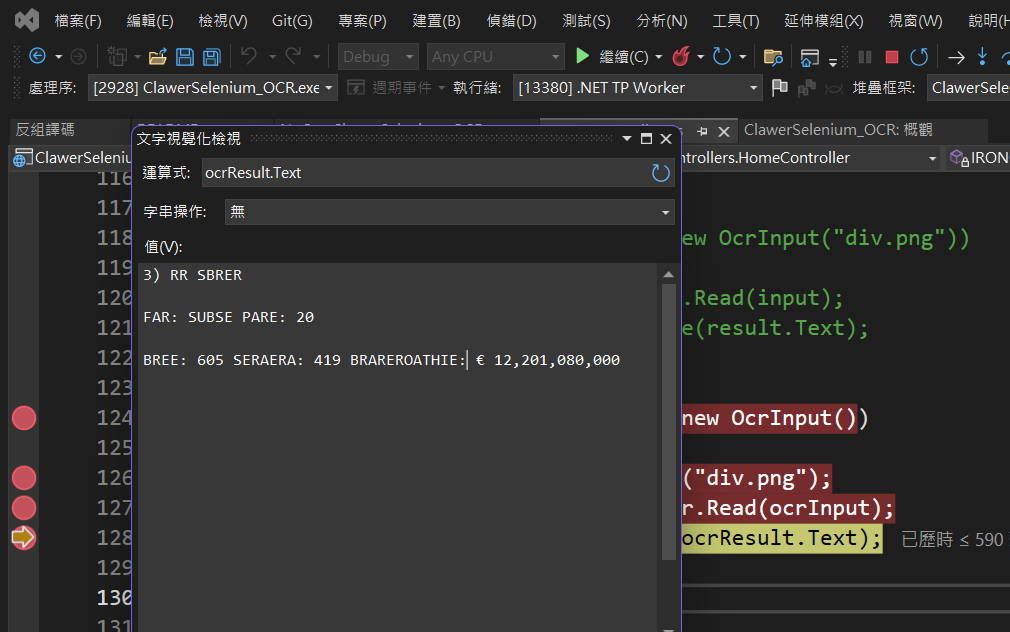 檔案(F) 編輯(E) 檢視(V) Git(G) 專案(P) 建置(B) 偵錯(D) 測試(S) 分析(N) 工具(T) 延伸模組(X) 視窗(W) 說明(H
Debug Any CPU 繼續(C)
處理序: [2928] ClawerSelenium_OCR.exe 週期事件 執行緒: [13380] .NET TP Worker 堆疊框架: ClawerSele
反組譯碼 ClawerSelenium_OCR: 概觀
文字視覺化檢視
ClawerSeleniu ntrollers.HomeController IRON
運算式: ocrResult.Text
116
字串操作: 無
117
118 ew OcrInput("div.png"))
值(V):
119
3) RR SBRER
120 .Read(input);
FAR: SUBSE PARE: 20
121 e(result.Text);
122
BREE: 605 SERAERA: 419 BRAREROATHIE: € 12,201,080,000
123
124 new OcrInput())
125
126 ("div.png");
127 r.Read(ocrInput);
128 ocrResult.Text); 已歷時 ≤ 590
129
130
131